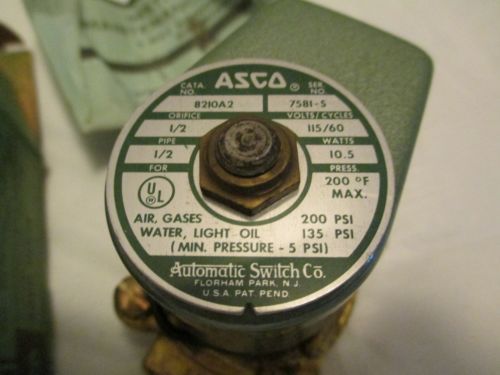 ASCO ®
CATA. NO. SER. NO.
8210A2 7581-S
ORIFICE VOLTS/CYCLES
1/2 115/60
PIPE WATTS
1/2 10.5
FOR PRESS.
UL ® 200 °F
MAX.
AIR, GASES 200 PSI
WATER, LIGHT OIL 135 PSI
(MIN. PRESSURE - 5 PSI)
Automatic Switch Co.
FLORHAM PARK, N.J.
U.S.A. PAT. PEND